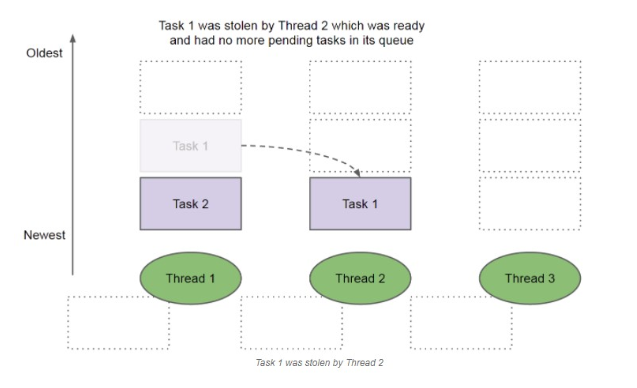 Task 1 was stolen by Thread 2 which was ready
and had no more pending tasks in its queue
Oldest
Task 1
Task 2
Task 1
Newest
Thread 1
Thread 2
Thread 3
Task 1 was stolen by Thread 2